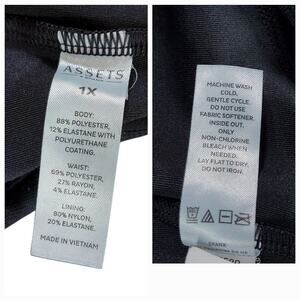 ASSETS
1X
BODY:
88% POLYESTER,
12% ELASTANE WITH
POLYURETHANE
COATING.
WAIST:
69% POLYESTER,
27% RAYON,
4% ELASTANE.
LINING:
80% NYLON,
20% ELASTANE.
MADE IN VIETNAM
MACHINE WASH
COLD.
GENTLE CYCLE.
DO NOT USE
FABRIC SOFTENER.
INSIDE OUT.
ONLY
NON-CHLORINE
BLEACH WHEN
NEEDED.
LAY FLAT TO DRY.
DO NOT IRON.
SPANX